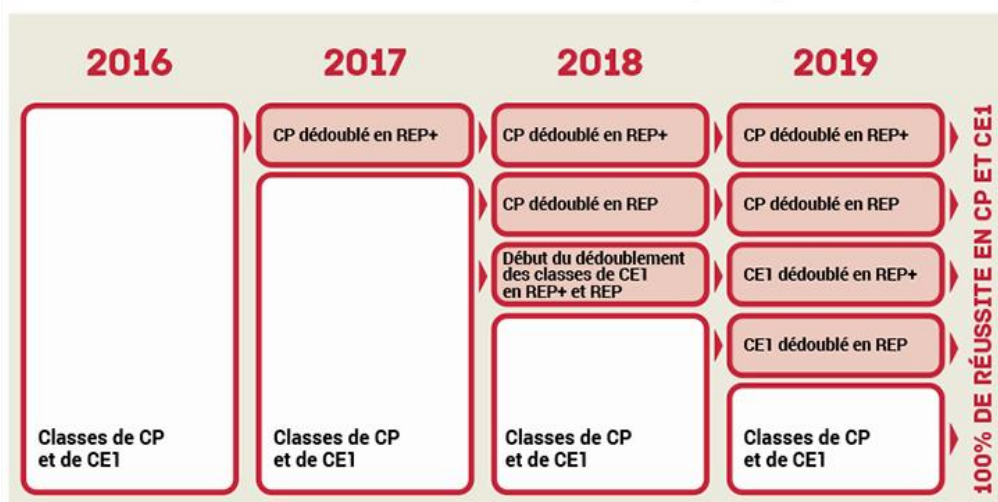 2016
2017
2018
2019
CP dédoublé en REP+
CP dédoublé en REP+
CP dédoublé en REP+
CP dédoublé en REP
CP dédoublé en REP
Début du dédoublement
des classes de CE1
en REP+ et REP
CE1 dédoublé en REP+
CE1 dédoublé en REP
Classes de CP
et de CE1
Classes de CP
et de CE1
Classes de CP
et de CE1
Classes de CP
et de CE1
100% DE RÉUSSITE EN CP ET CE1